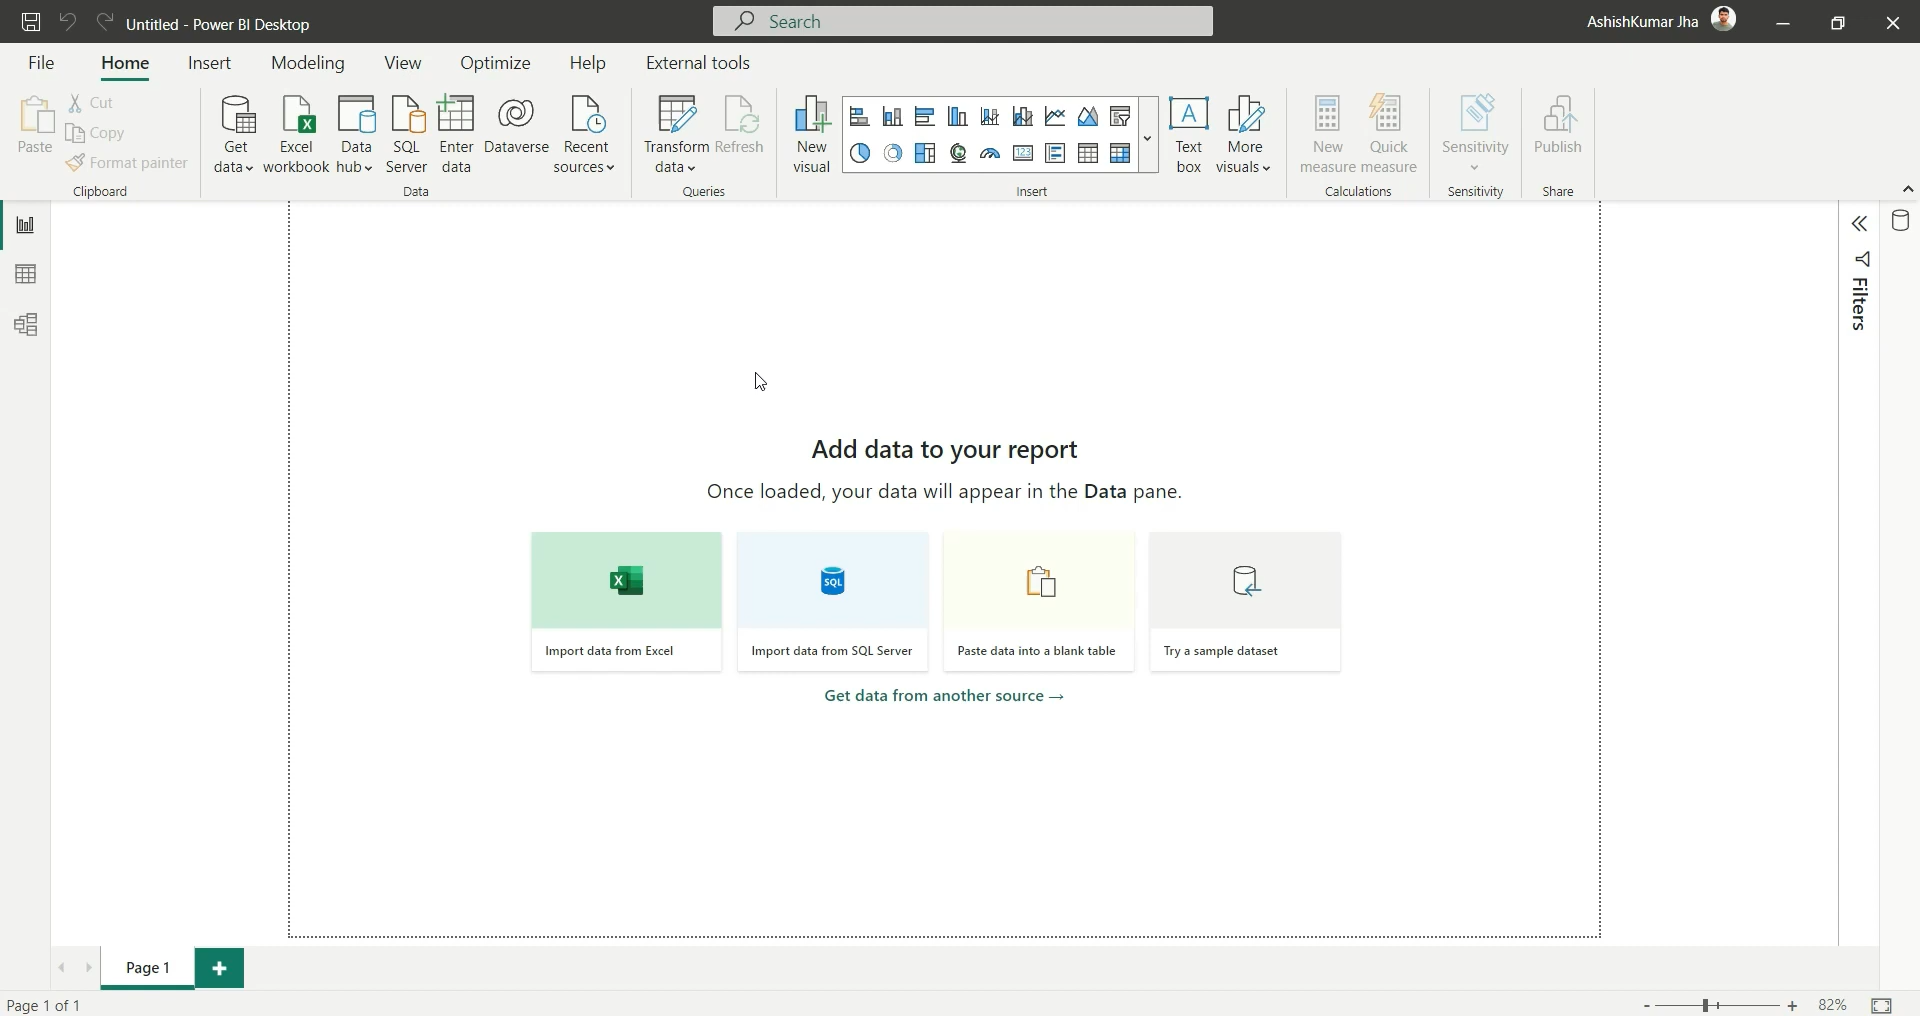 Untitled - Power BI Desktop
Search
AshishKumar Jha
File
Home
Insert
Modeling
View
Optimize
Help
External tools
Paste
Cut
Copy
Format painter
Clipboard
Get
data
Excel
workbook
Data
hub
SQL
Server
Enter
data
Dataverse
Recent
sources
Data
Transform
data
Refresh
Queries
New
visual
123
A
Text
box
More
visuals
Insert
New
measure
Quick
measure
Calculations
Sensitivity
Sensitivity
Publish
Share
Filters
Add data to your report
Once loaded, your data will appear in the Data pane.
X
SQL
Import data from Excel
Import data from SQL Server
Paste data into a blank table
Try a sample dataset
Get data from another source →
Page 1
+
Page 1 of 1
-
+
82%